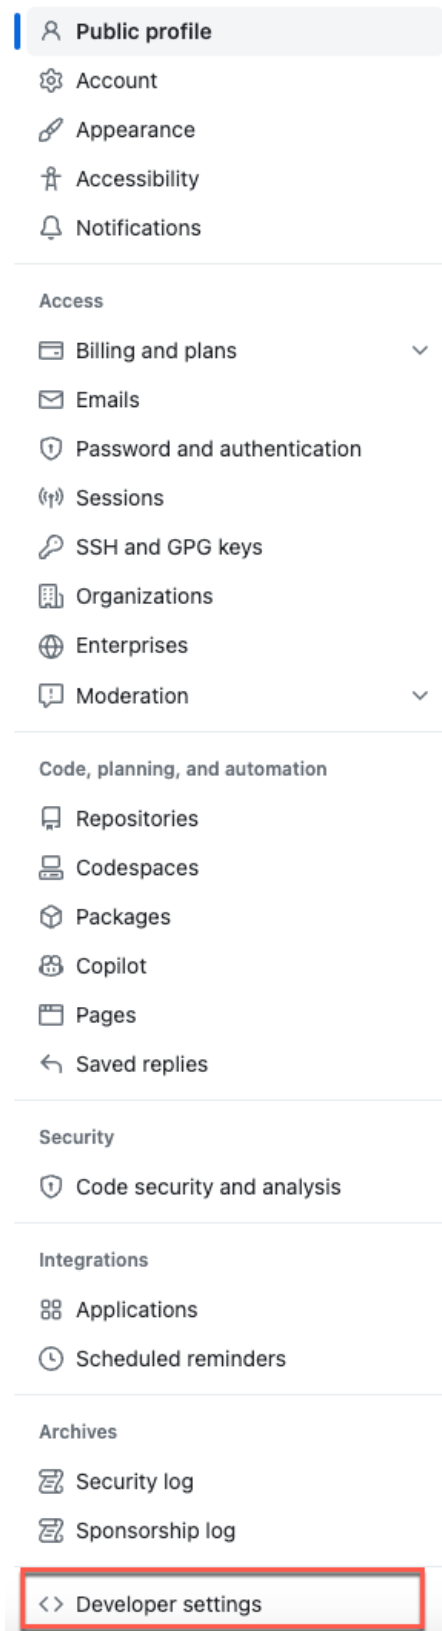 Public profile
Account
Appearance
Accessibility
Notifications
Access
Billing and plans
Emails
Password and authentication
Sessions
SSH and GPG keys
Organizations
Enterprises
Moderation
Code, planning, and automation
Repositories
Codespaces
Packages
Copilot
Pages
Saved replies
Security
Code security and analysis
Integrations
Applications
Scheduled reminders
Archives
Security log
Sponsorship log
Developer settings